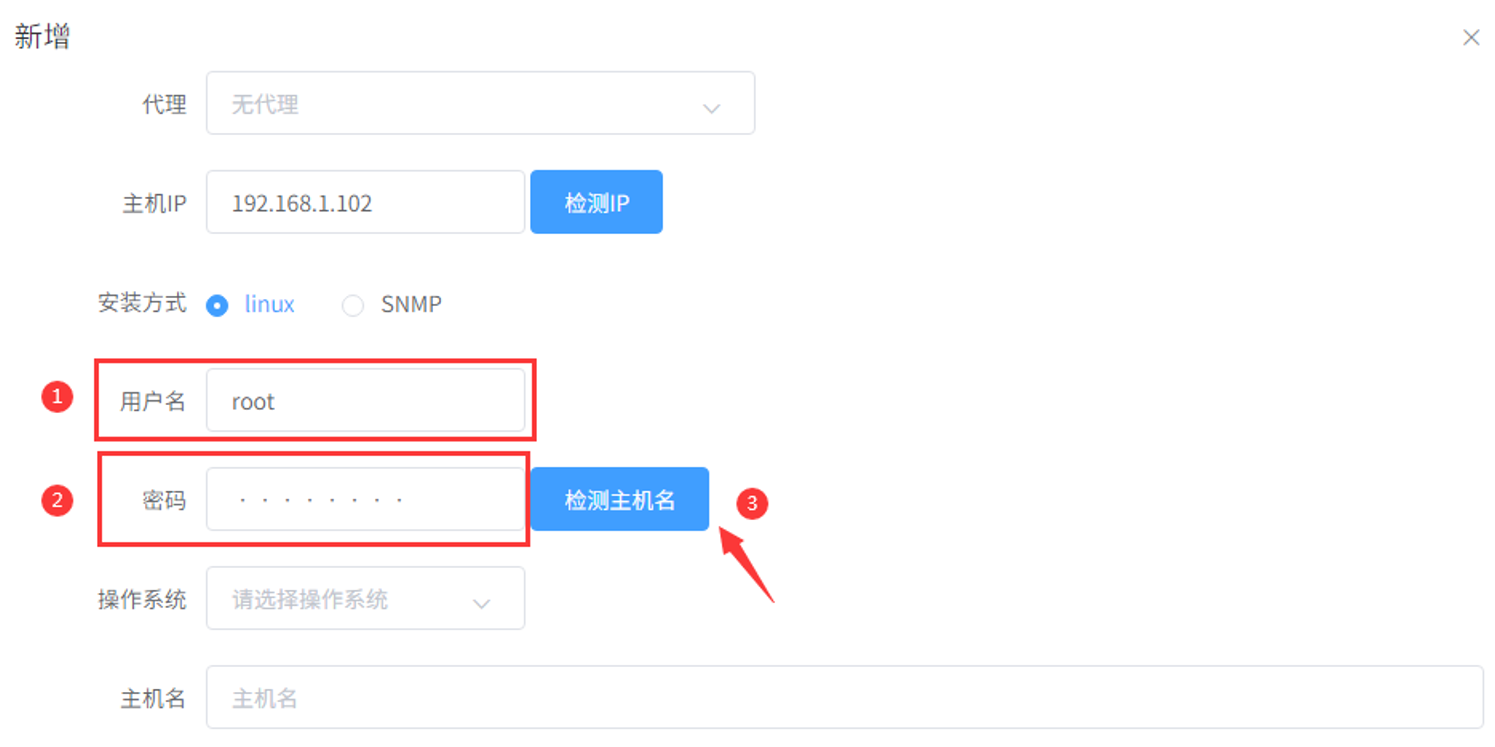 新增
代理 无代理
主机IP 192.168.1.102 检测IP
安装方式 linux SNMP
1 用户名 root
2 密码 ········ 检测主机名 3
操作系统 请选择操作系统
主机名 主机名